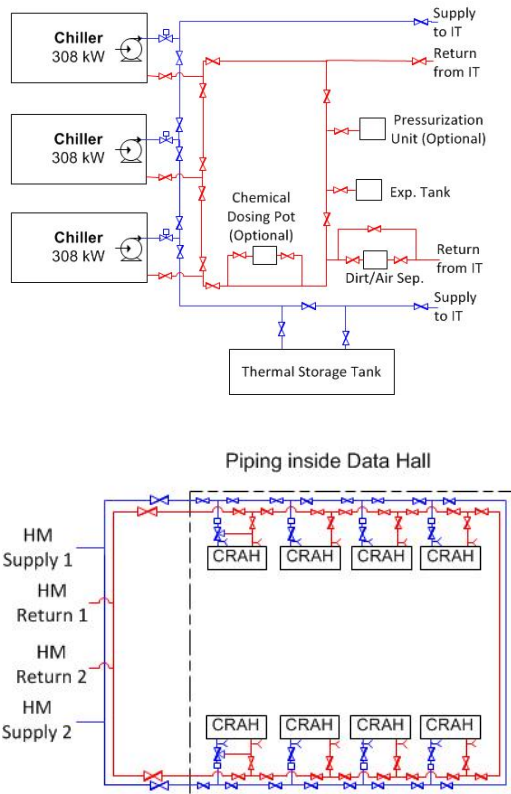 Chiller
308 kW
Supply
to IT
Return
from IT
Chiller
308 kW
Pressurization
Unit (Optional)
Chemical
Dosing Pot
(Optional)
Exp. Tank
Chiller
308 kW
Dirt/Air Sep.
Return
from IT
Supply
to IT
Thermal Storage Tank
Piping inside Data Hall
HM
Supply 1
HM
Return 1
HM
Return 2
HM
Supply 2
CRAH
CRAH
CRAH
CRAH
CRAH
CRAH
CRAH
CRAH